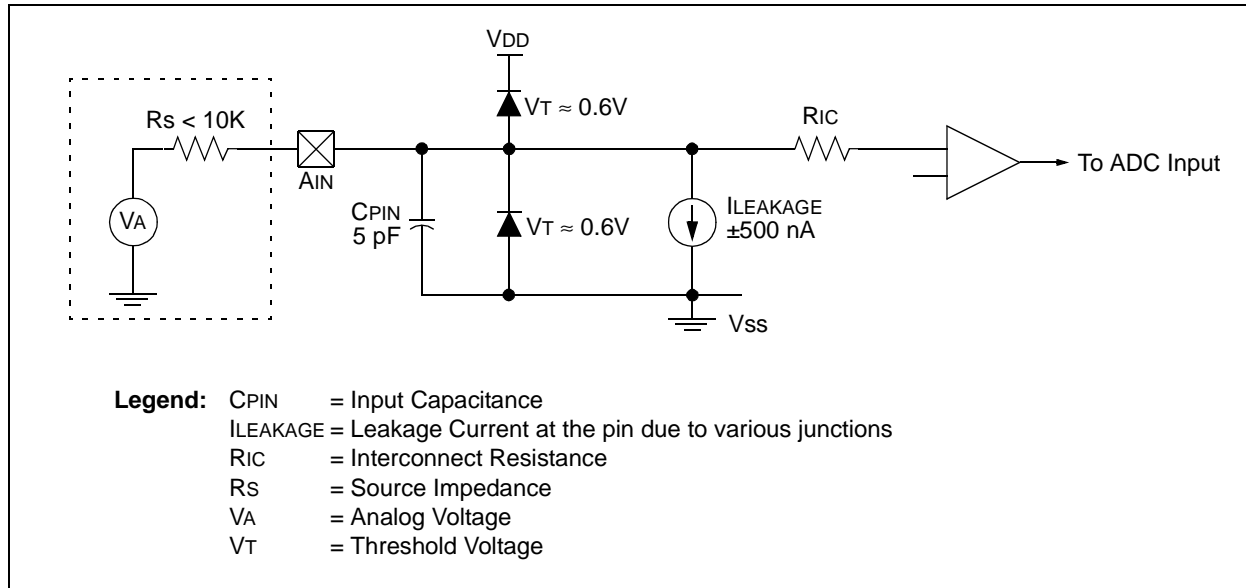 VDD
VT ≈ 0.6V
RS < 10K
RIC
AIN
To ADC Input
VA
CPIN
5 pF
VT ≈ 0.6V
ILEAKAGE
±500 nA
VSS
Legend: CPIN = Input Capacitance
ILEAKAGE = Leakage Current at the pin due to various junctions
RIC = Interconnect Resistance
RS = Source Impedance
VA = Analog Voltage
VT = Threshold Voltage